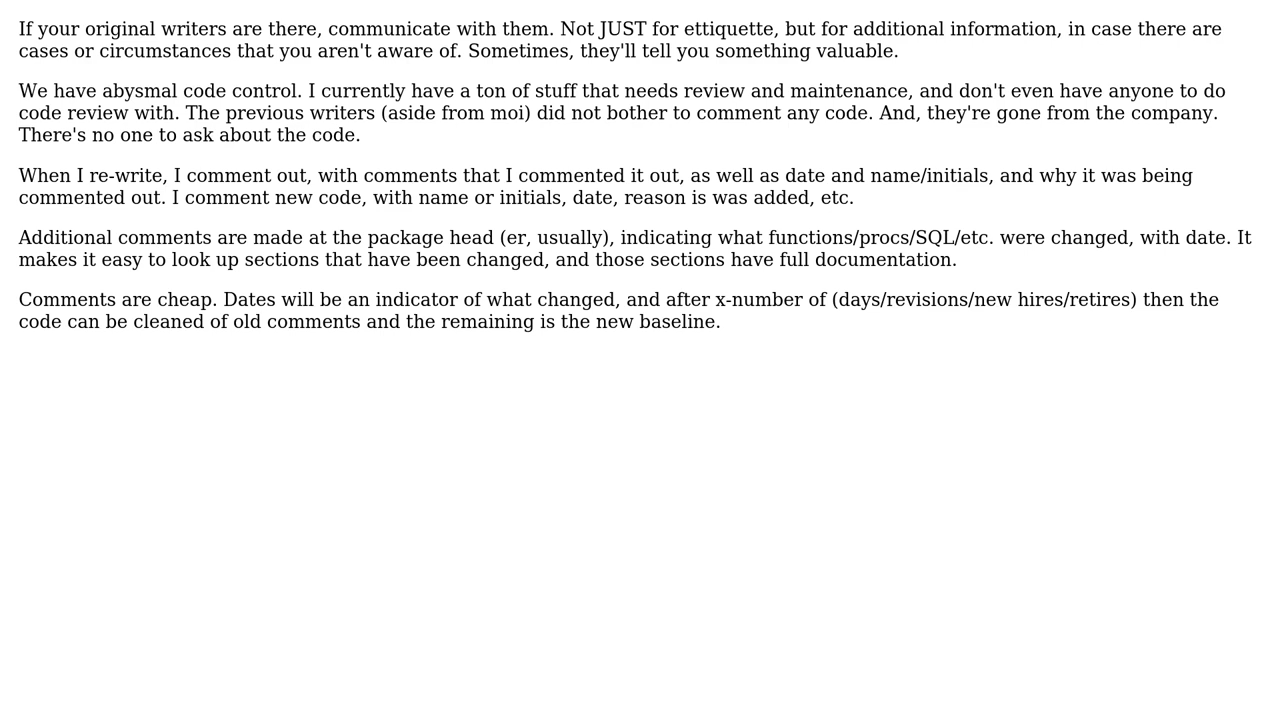 If your original writers are there, communicate with them. Not JUST for ettiquette, but for additional information, in case there are
cases or circumstances that you aren't aware of. Sometimes, they'll tell you something valuable.
We have abysmal code control. I currently have a ton of stuff that needs review and maintenance, and don't even have anyone to do
code review with. The previous writers (aside from moi) did not bother to comment any code. And, they're gone from the company.
There's no one to ask about the code.
When I re-write, I comment out, with comments that I commented it out, as well as date and name/initials, and why it was being
commented out. I comment new code, with name or initials, date, reason is was added, etc.
Additional comments are made at the package head (er, usually), indicating what functions/procs/SQL/etc. were changed, with date. It
makes it easy to look up sections that have been changed, and those sections have full documentation.
Comments are cheap. Dates will be an indicator of what changed, and after x-number of (days/revisions/new hires/retires) then the
code can be cleaned of old comments and the remaining is the new baseline.